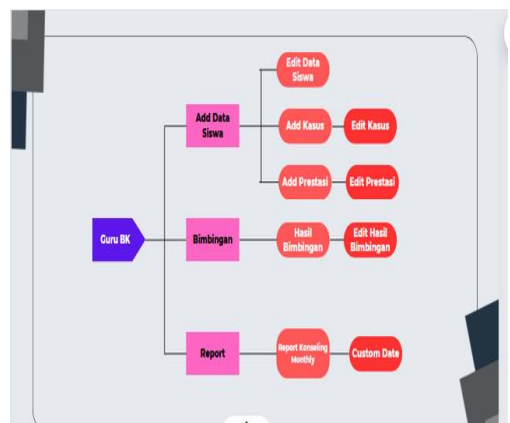 Edit Data
Siswa
Add Data
Siswa
Add Kasus
Edit Kasus
Add Prestasi
Edit Prestasi
Guru BK
Bimbingan
Hasil
Bimbingan
Edit Hasil
Bimbingan
Report
Report Konseling
Monthly
Custom Date